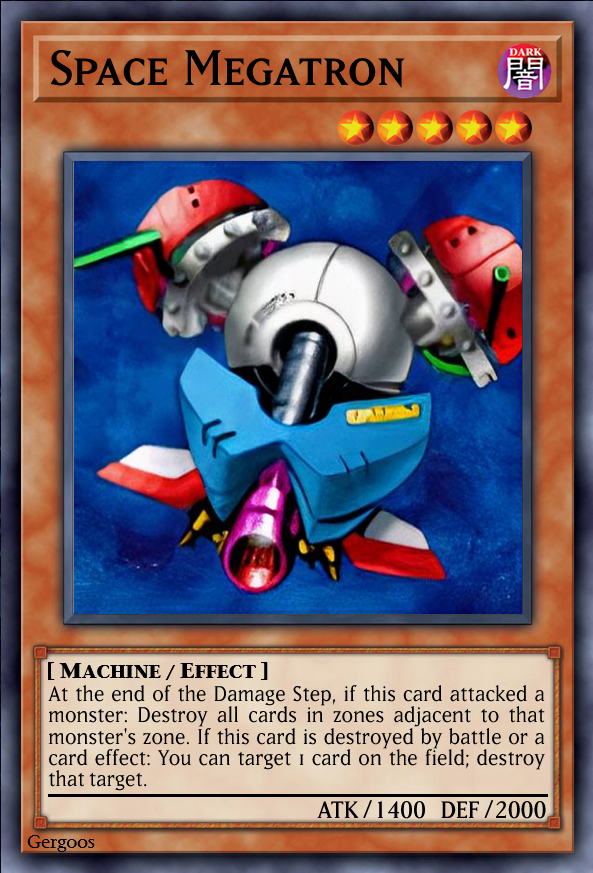 Space Megatron
DARK
闇
[ Machine / Effect ]
At the end of the Damage Step, if this card attacked a
monster: Destroy all cards in zones adjacent to that
monster's zone. If this card is destroyed by battle or a
card effect: You can target 1 card on the field; destroy
that target.
ATK/1400 DEF/2000
Gergoos